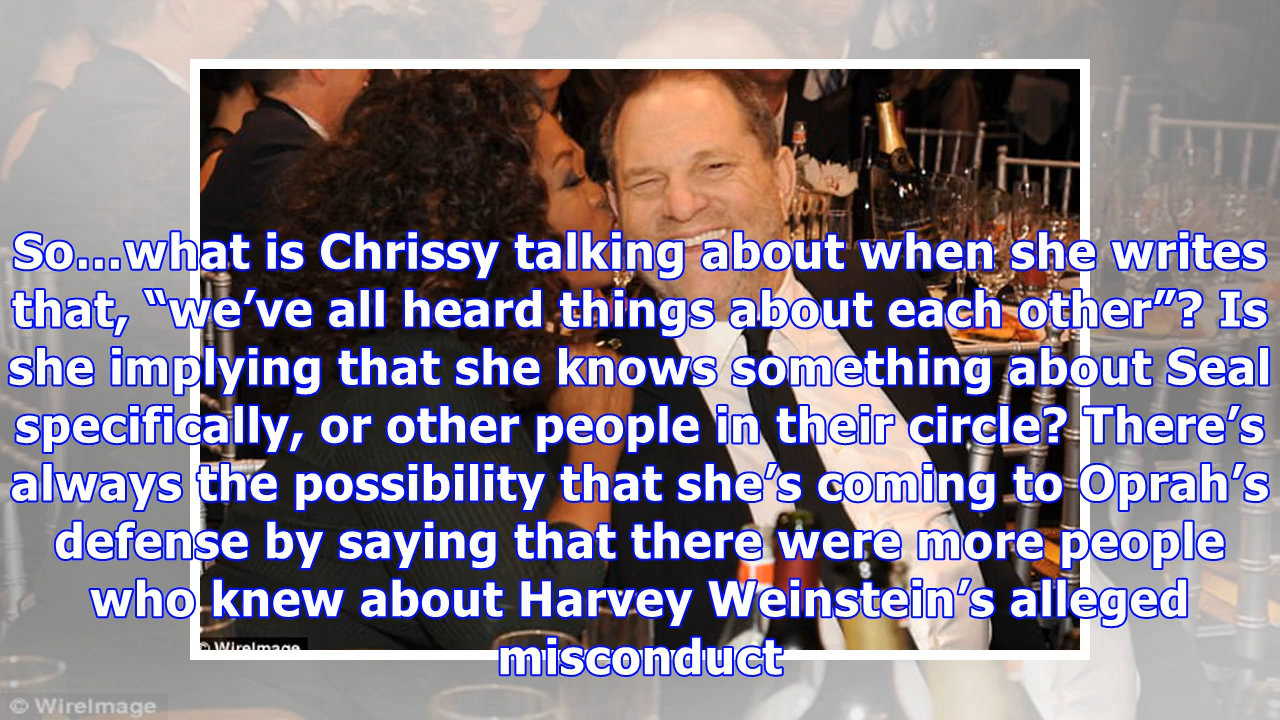 So...what is Chrissy talking about when she writes
that, “we’ve all heard things about each other”? Is
she implying that she knows something about Seal
specifically, or other people in their circle? There’s
always the possibility that she’s coming to Oprah’s
defense by saying that there were more people
who knew about Harvey Weinstein’s alleged
misconduct
© WireImage
© WireImage